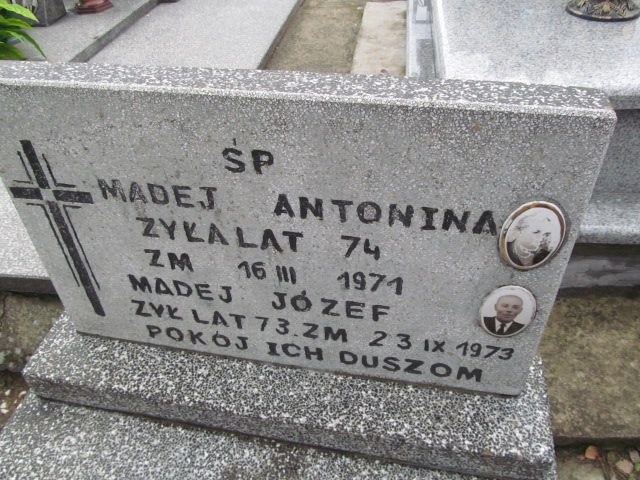 ŚP
MADEJ ANTONINA
ŻYŁA LAT 74
ZM 16 III 1971
MADEJ JÓZEF
ŻYŁ LAT 73. ZM 23 IX 1973
POKÓJ ICH DUSZOM